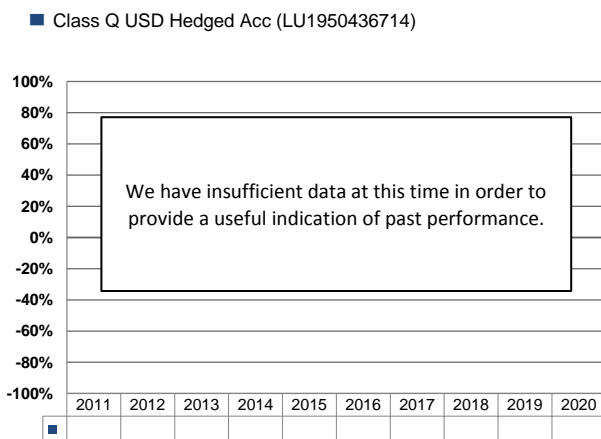 Class Q USD Hedged Acc (LU1950436714)
100%
80%
60%
We have insufficient data at this time in order to
40%
provide a useful indication of past performance.
20%
0%
-20%
-40%
-60%
-80%
-100%
2011 2012 2013 2014 2015 2016 2017 2018 2019 2020